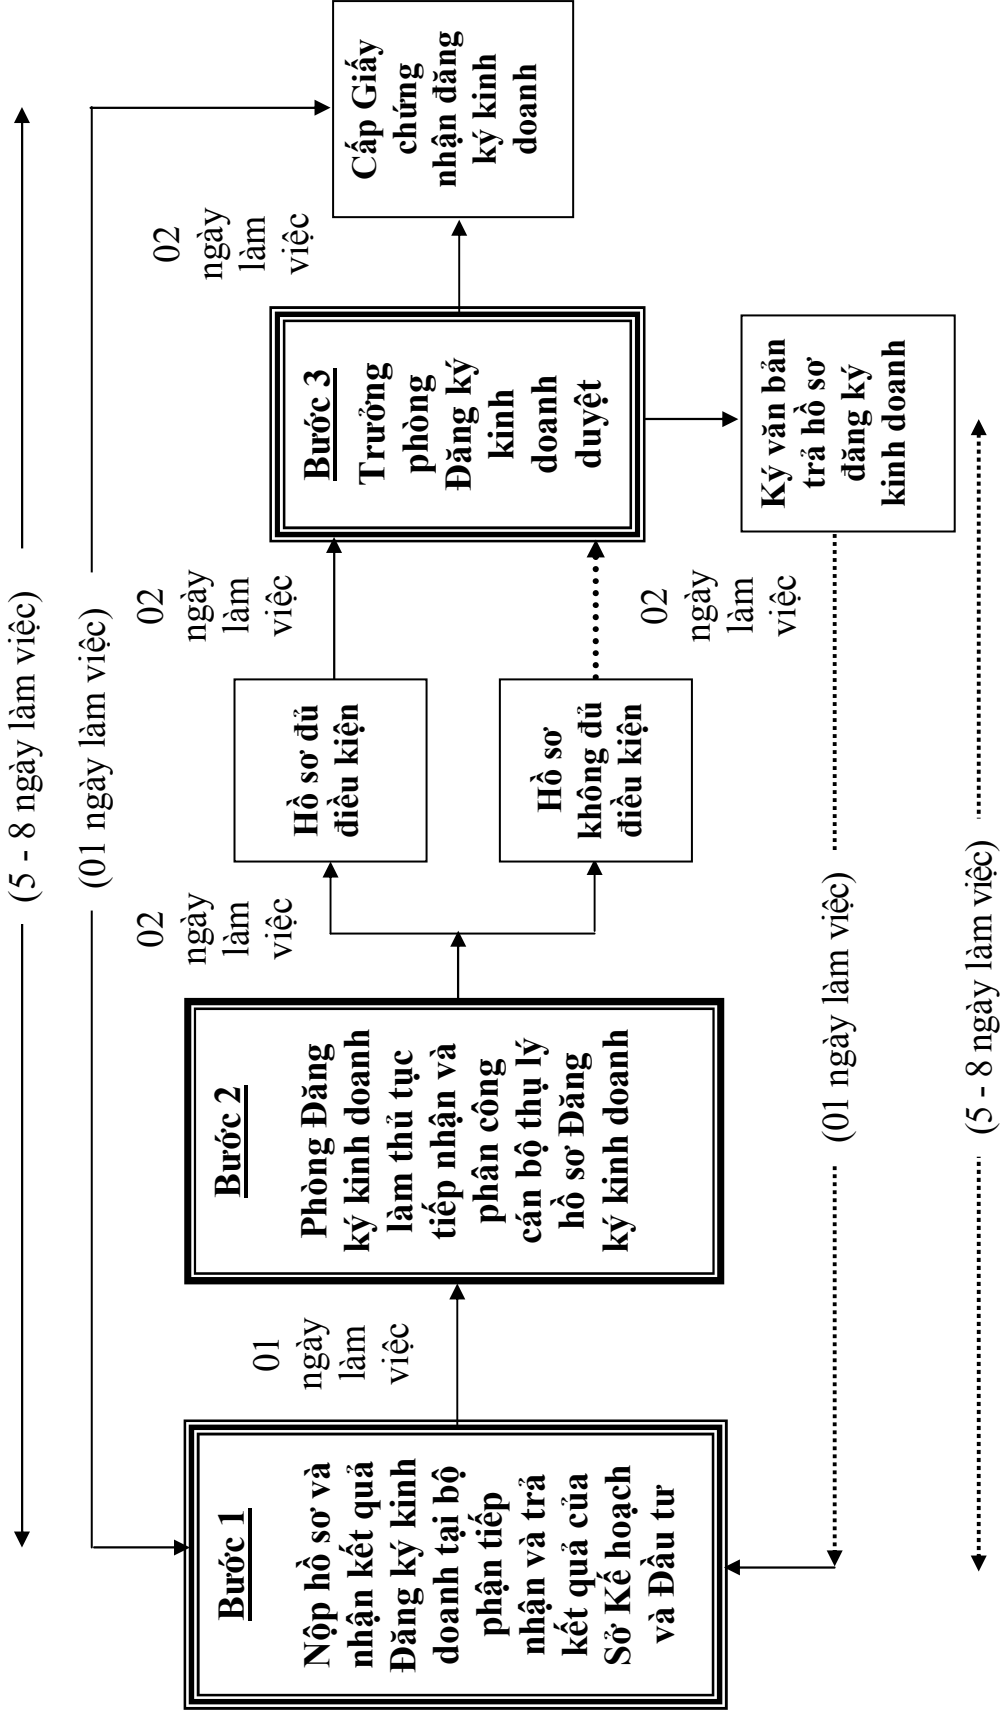 (5 - 8 ngày làm việc)
(01 ngày làm việc)
Bước 1
Nộp hồ sơ và
nhận kết quả
Đăng ký kinh
doanh tại bộ
phận tiếp
nhận và trả
kết quả của
Sở Kế hoạch
và Đầu tư
01
ngày
làm
việc
Bước 2
Phòng Đăng
ký kinh doanh
làm thủ tục
tiếp nhận và
phân công
cán bộ thụ lý
hồ sơ Đăng
ký kinh doanh
02
ngày
làm
việc
Hồ sơ đủ
điều kiện
Hồ sơ
không đủ
điều kiện
02
ngày
làm
việc
02
ngày
làm
việc
Bước 3
Trưởng
phòng
Đăng ký
kinh
doanh
duyệt
02
ngày
làm
việc
Cấp Giấy
chứng
nhận đăng
ký kinh
doanh
Ký văn bản
trả hồ sơ
đăng ký
kinh doanh
(01 ngày làm việc)
(5 - 8 ngày làm việc)